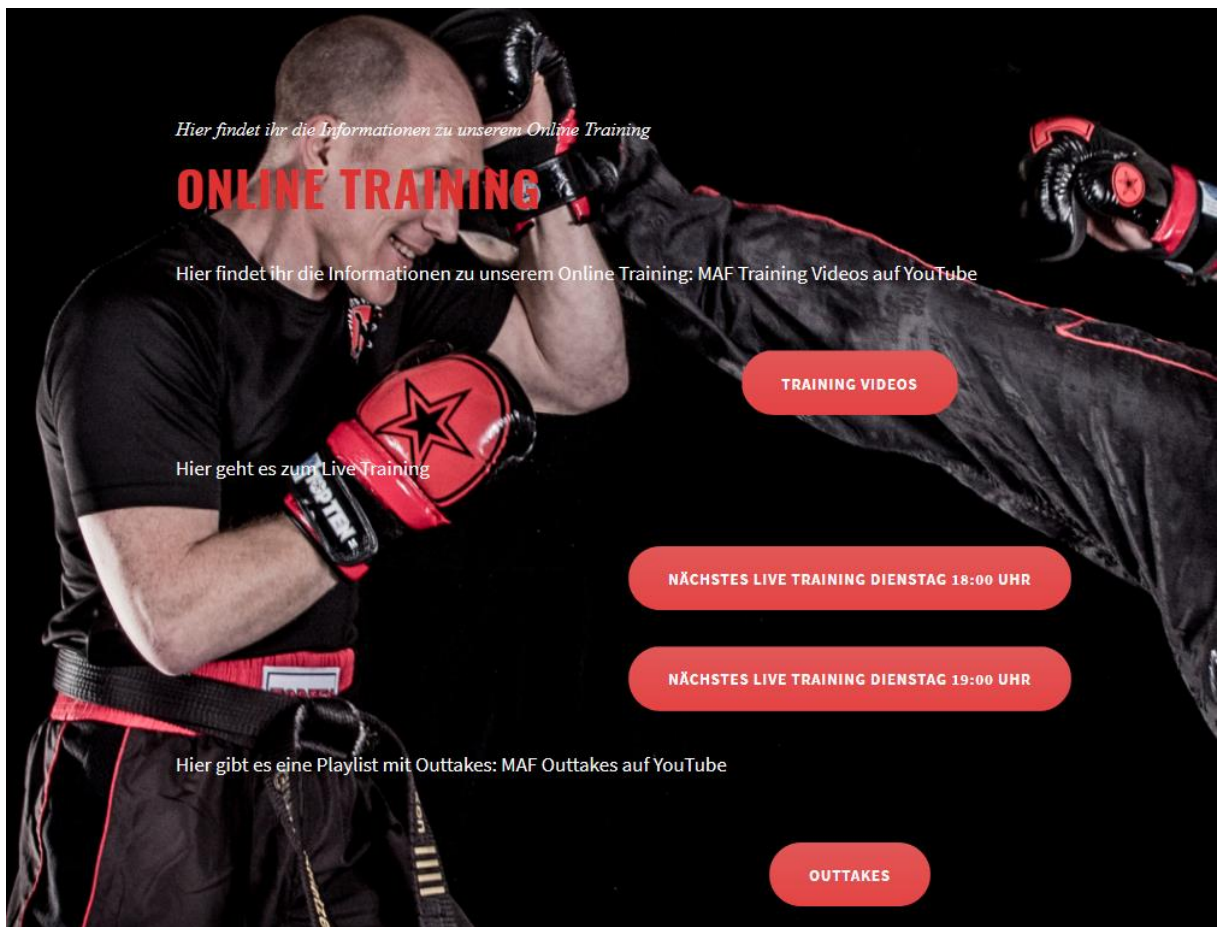 Hier findet ihr die Informationen zu unserem Online Training
ONLINE TRAINING
Hier findet ihr die Informationen zu unserem Online Training: MAF Training Videos auf YouTube
TRAINING VIDEOS
Hier geht es zum Live Training
TOP TEN
NÄCHSTES LIVE TRAINING DIENSTAG 18:00 UHR
NÄCHSTES LIVE TRAINING DIENSTAG 19:00 UHR
Hier gibt es eine Playlist mit Outtakes: MAF Outtakes auf YouTube
OUTTAKES